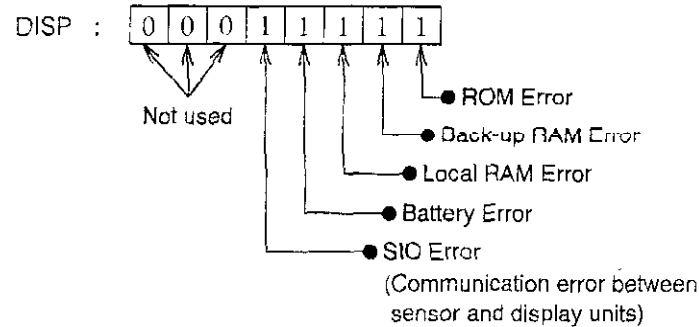 DISP : 0 0 0 1 1 1 1 1
Not used
ROM Error
Back-up RAM Error
Local RAM Error
Battery Error
SIO Error
(Communication error between
sensor and display units)